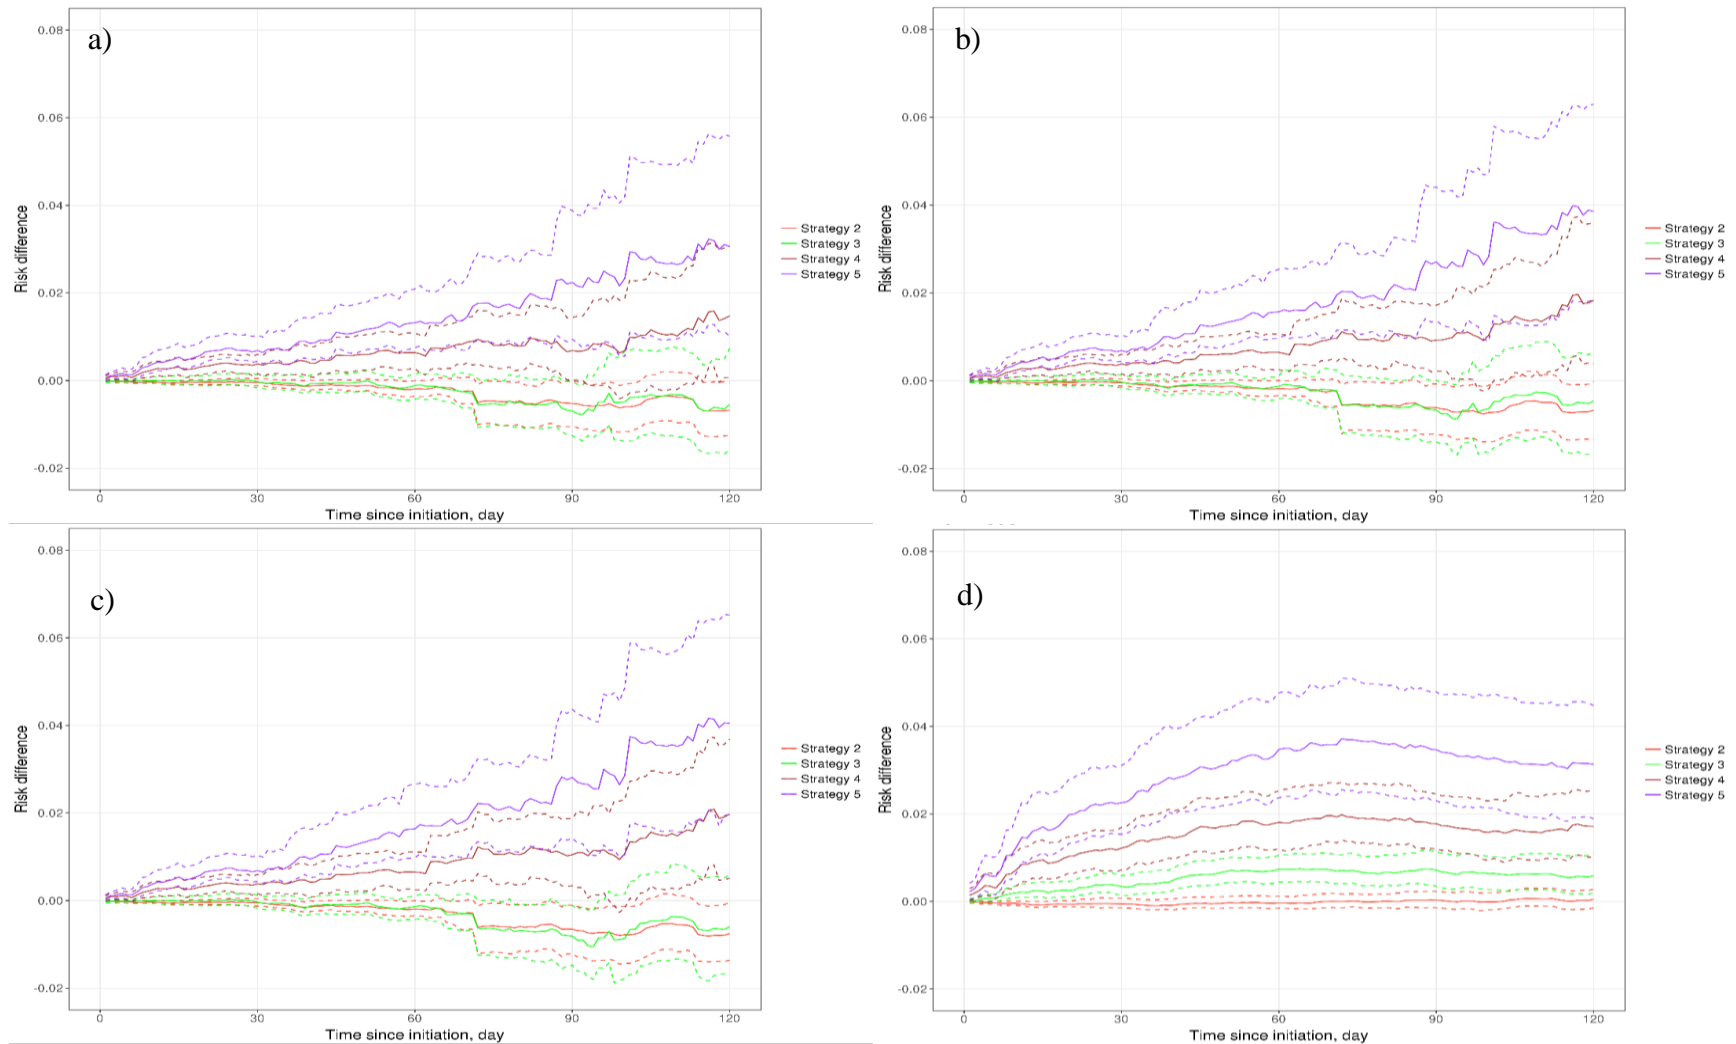 a)
0.08
0.06
0.04
0.02
0.00
-0.02
Risk difference
0
30
60
90
120
Time since initiation, day
Strategy 2
Strategy 3
Strategy 4
Strategy 5
b)
0.08
0.06
0.04
0.02
0.00
-0.02
Risk difference
0
30
60
90
120
Time since initiation, day
Strategy 2
Strategy 3
Strategy 4
Strategy 5
c)
0.08
0.06
0.04
0.02
0.00
-0.02
Risk difference
0
30
60
90
120
Time since initiation, day
Strategy 2
Strategy 3
Strategy 4
Strategy 5
d)
0.08
0.06
0.04
0.02
0.00
-0.02
Risk difference
0
30
60
90
120
Time since initiation, day
Strategy 2
Strategy 3
Strategy 4
Strategy 5